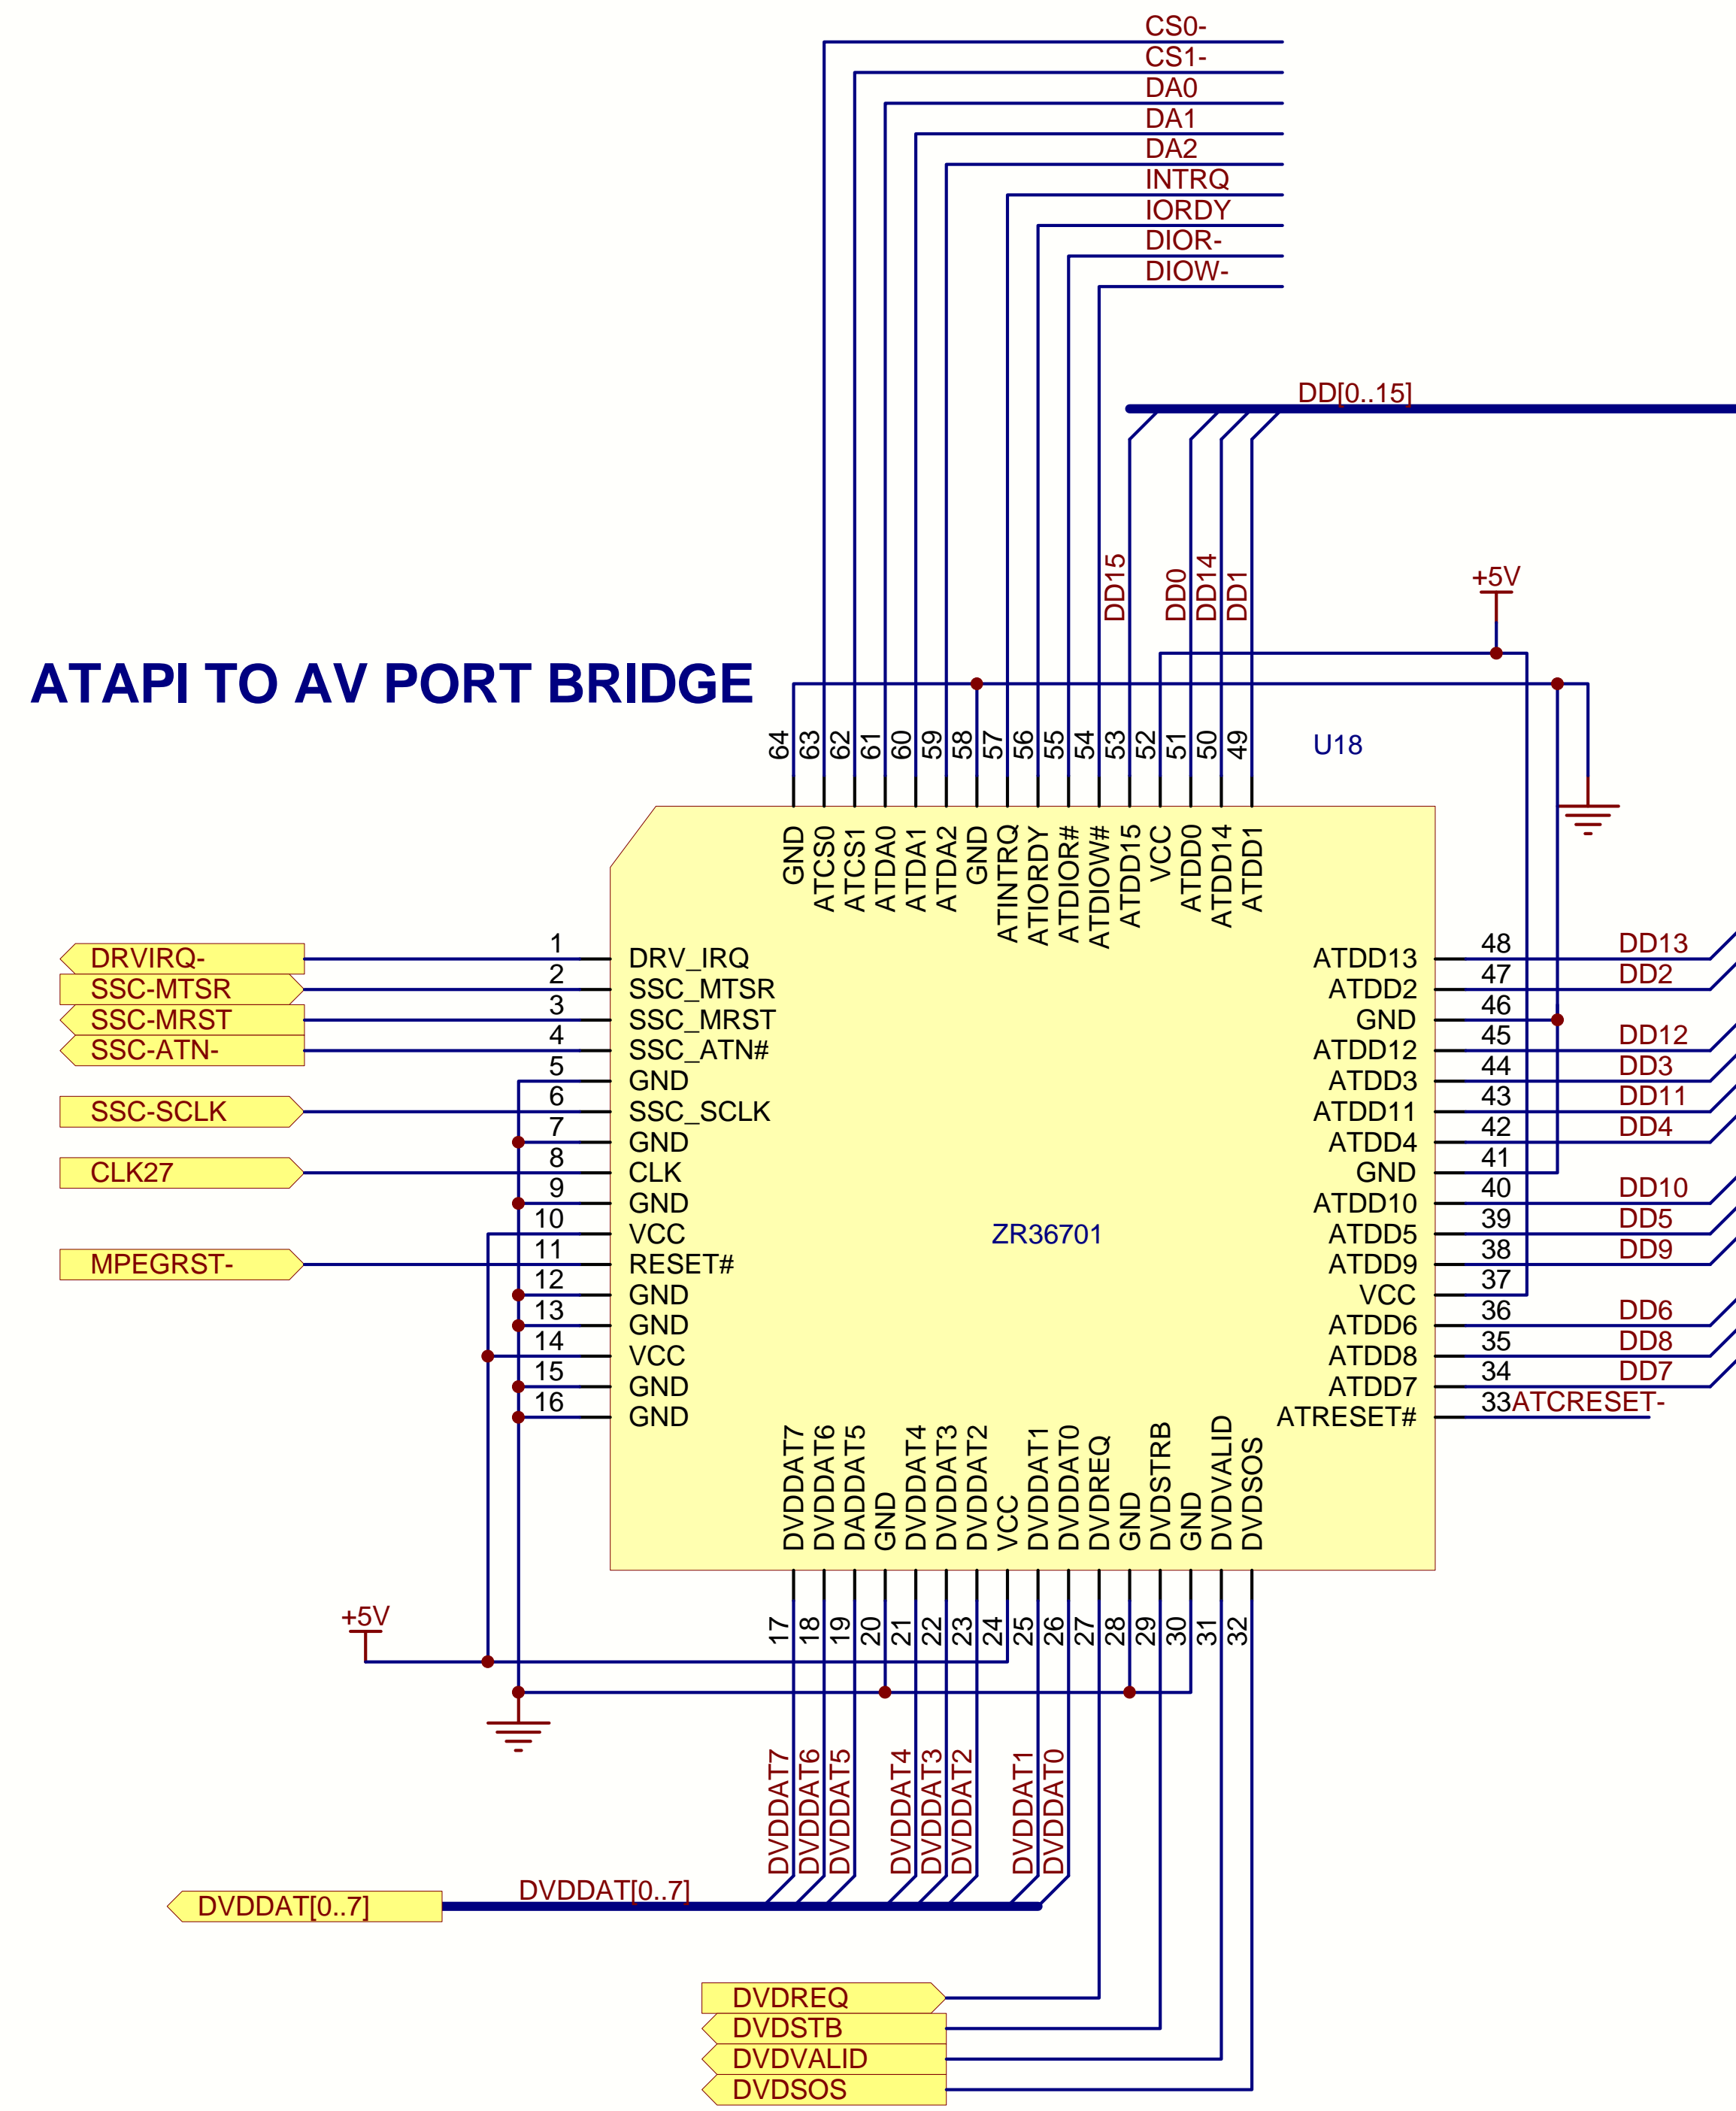 CS0-
CS1-
DA0
DA1
DA2
INTRQ
IORDY
DIOR-
DIOW-
DD[0..15]
DD15
DD0
DD14
DD1
+5V
ATAPI TO AV PORT BRIDGE
U18
64
63
62
61
60
59
58
57
56
55
54
53
52
51
50
49
GND
ATCS0
ATCS1
ATDA0
ATDA1
ATDA2
GND
ATINTRQ
ATIORDY
ATDIOR#
ATDIOW#
ATDD15
VCC
ATDD0
ATDD14
ATDD1
DRVIRQ- 1 DRV_IRQ
SSC-MTSR 2 SSC_MTSR
SSC-MRST 3 SSC_MRST
SSC-ATN- 4 SSC_ATN#
5 GND
SSC-SCLK 6 SSC_SCLK
7 GND
CLK27 8 CLK
9 GND
10 VCC
MPEGRST- 11 RESET#
12 GND
13 GND
14 VCC
15 GND
16 GND
ZR36701
ATDD13 48 DD13
ATDD2 47 DD2
GND 46
ATDD12 45 DD12
ATDD3 44 DD3
ATDD11 43 DD11
ATDD4 42 DD4
GND 41
ATDD10 40 DD10
ATDD5 39 DD5
ATDD9 38 DD9
VCC 37
ATDD6 36 DD6
ATDD8 35 DD8
ATDD7 34 DD7
ATRESET# 33 ATCRESET-
DVDDAT7
DVDDAT6
DADDAT5
GND
DVDDAT4
DVDDAT3
DVDDAT2
VCC
DVDDAT1
DVDDAT0
DVDREQ
GND
DVDSTRB
GND
DVDVALID
DVDSOS
+5V
17
18
19
20
21
22
23
24
25
26
27
28
29
30
31
32
DVDDAT7
DVDDAT6
DVDDAT5
DVDDAT4
DVDDAT3
DVDDAT2
DVDDAT1
DVDDAT0
DVDDAT[0..7]
DVDDAT[0..7]
DVDREQ
DVDSTB
DVDVALID
DVDSOS